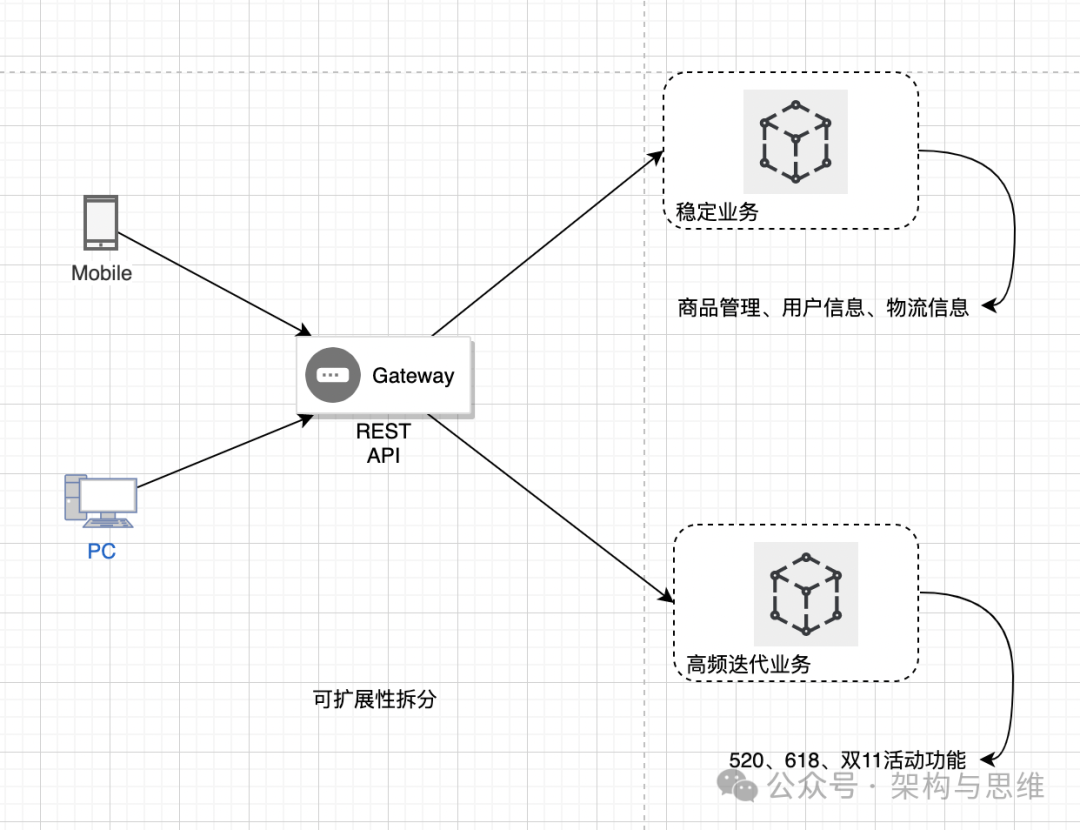 稳定业务
Mobile
商品管理、用户信息、物流信息
Gateway
REST
API
PC
高频迭代业务
可扩展性拆分
520、618、双11活动功能
公众号 · 架构与思维